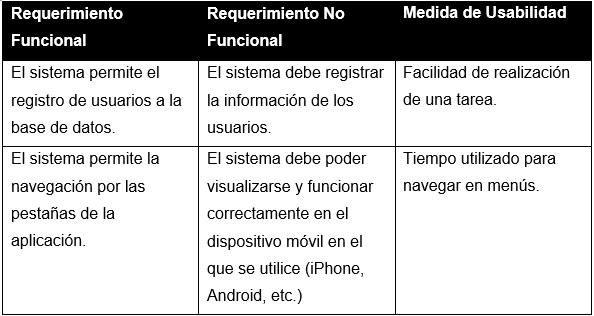 Requerimiento
Funcional
Requerimiento No
Funcional
Medida de Usabilidad
El sistema permite el
registro de usuarios a la
base de datos.
El sistema debe registrar
la información de los
usuarios.
Facilidad de realización
de una tarea.
El sistema permite la
navegación por las
pestañas de la
aplicación.
El sistema debe poder
visualizarse y funcionar
correctamente en el
dispositivo móvil en el
que se utilice (iPhone,
Android, etc.)
Tiempo utilizado para
navegar en menús.